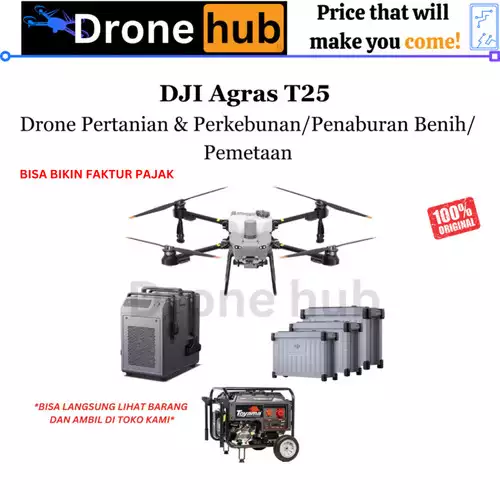 Drone hub
Price that will
make you come!
DJI Agras T25
Drone Pertanian & Perkebunan/Penaburan Benih/
Pemetaan
BISA BIKIN FAKTUR PAJAK
100%
ORIGINAL
Drone hub
*BISA LANGSUNG LIHAT BARANG
DAN AMBIL DI TOKO KAMI*
Toyama